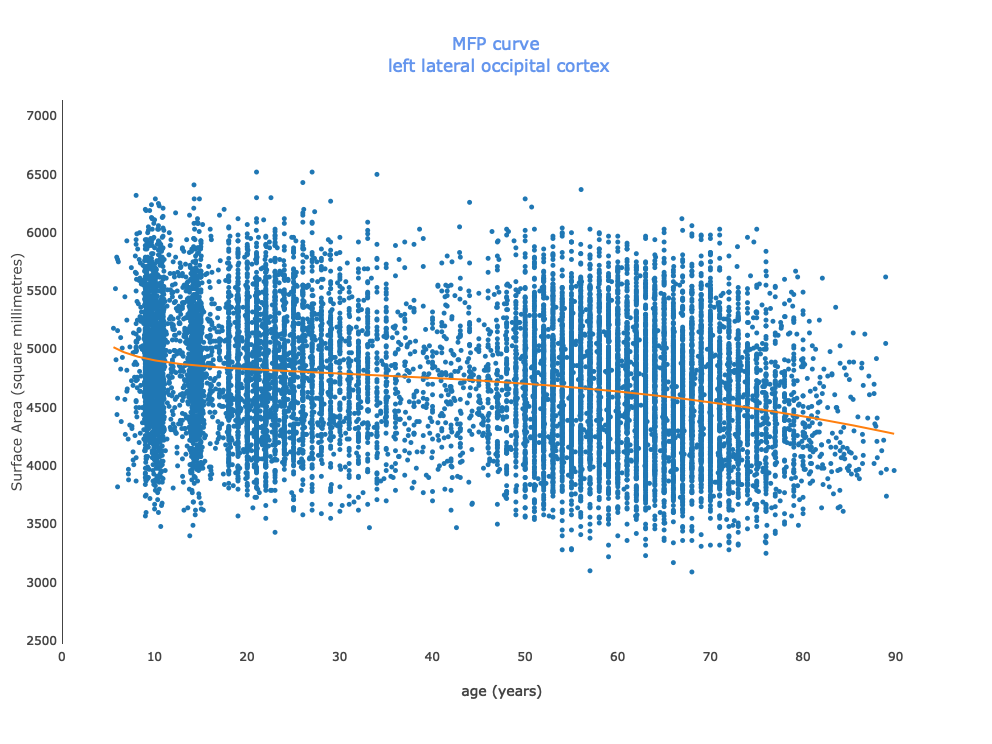 MFP curve
left lateral occipital cortex
Surface Area (square millimetres)
7000
6500
6000
5500
5000
4500
4000
3500
3000
2500
0 10 20 30 40 50 60 70 80 90
age (years)